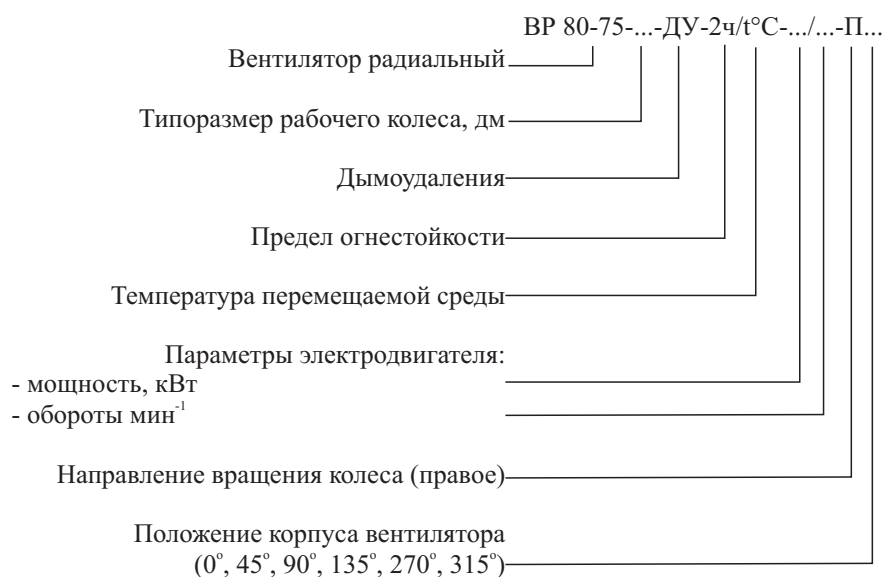 ВР 80-75-...-ДУ-2ч/t°С-.../...-П...
Вентилятор радиальный
Типоразмер рабочего колеса, дм
Дымоудаления
Предел огнестойкости
Температура перемещаемой среды
Параметры электродвигателя:
- мощность, кВт
- обороты мин⁻¹
Направление вращения колеса (правое)
Положение корпуса вентилятора
(0°, 45°, 90°, 135°, 270°, 315°)